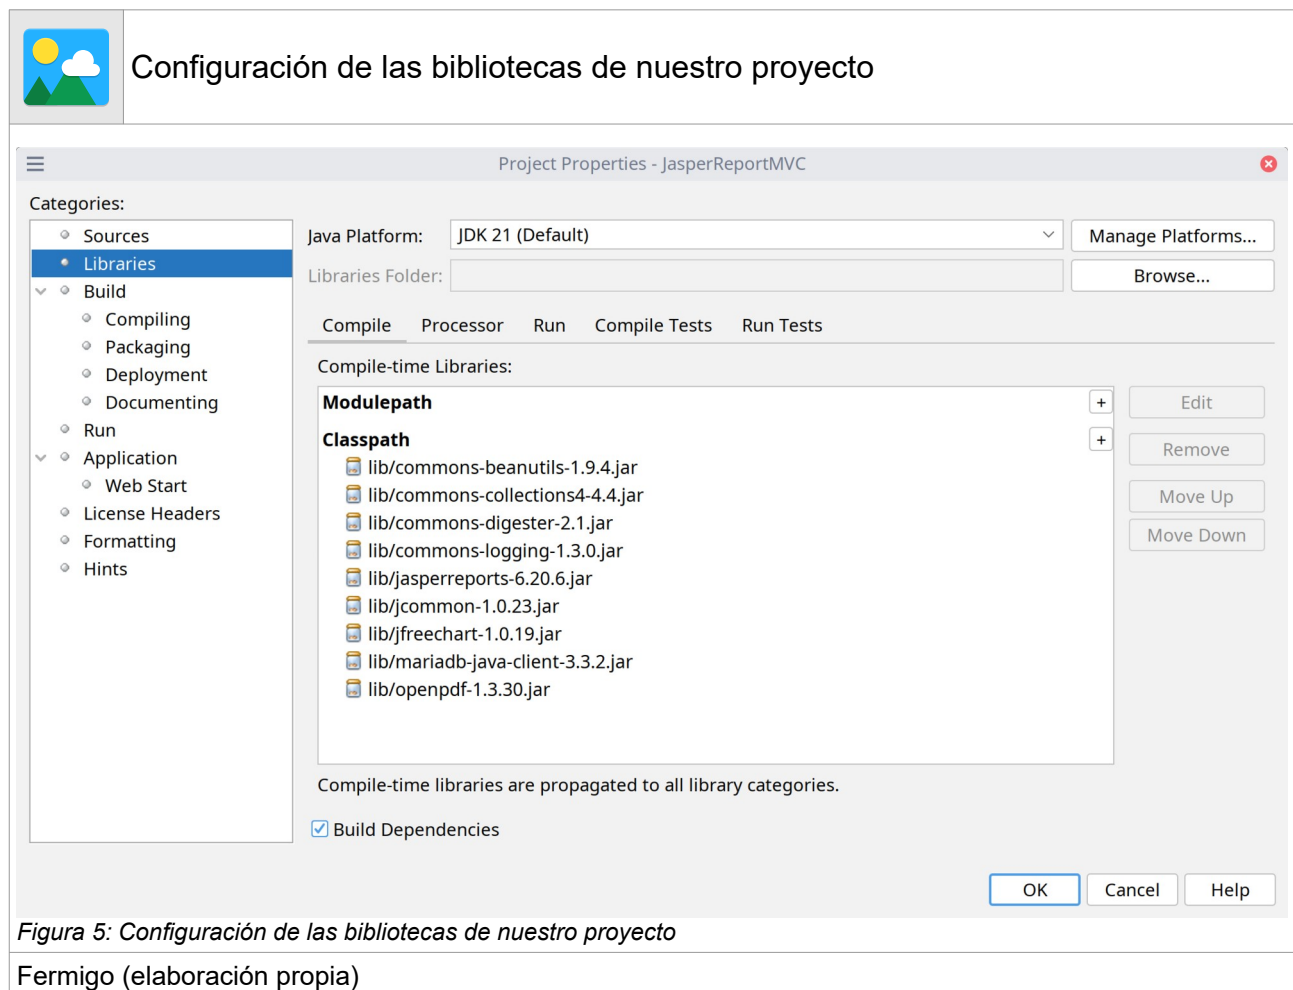 Configuración de las bibliotecas de nuestro proyecto
Project Properties - JasperReportMVC
Categories:
Sources
Libraries
Build
Compiling
Packaging
Deployment
Documenting
Run
Application
Web Start
License Headers
Formatting
Hints
Java Platform: JDK 21 (Default) Manage Platforms...
Libraries Folder: Browse...
Compile Processor Run Compile Tests Run Tests
Compile-time Libraries:
Modulepath + Edit
Classpath + Remove
lib/commons-beanutils-1.9.4.jar
lib/commons-collections4-4.4.jar Move Up
lib/commons-digester-2.1.jar
lib/commons-logging-1.3.0.jar Move Down
lib/jasperreports-6.20.6.jar
lib/jcommon-1.0.23.jar
lib/jfreechart-1.0.19.jar
lib/mariadb-java-client-3.3.2.jar
lib/openpdf-1.3.30.jar
Compile-time libraries are propagated to all library categories.
Build Dependencies
OK Cancel Help
Figura 5: Configuración de las bibliotecas de nuestro proyecto
Fermigo (elaboración propia)